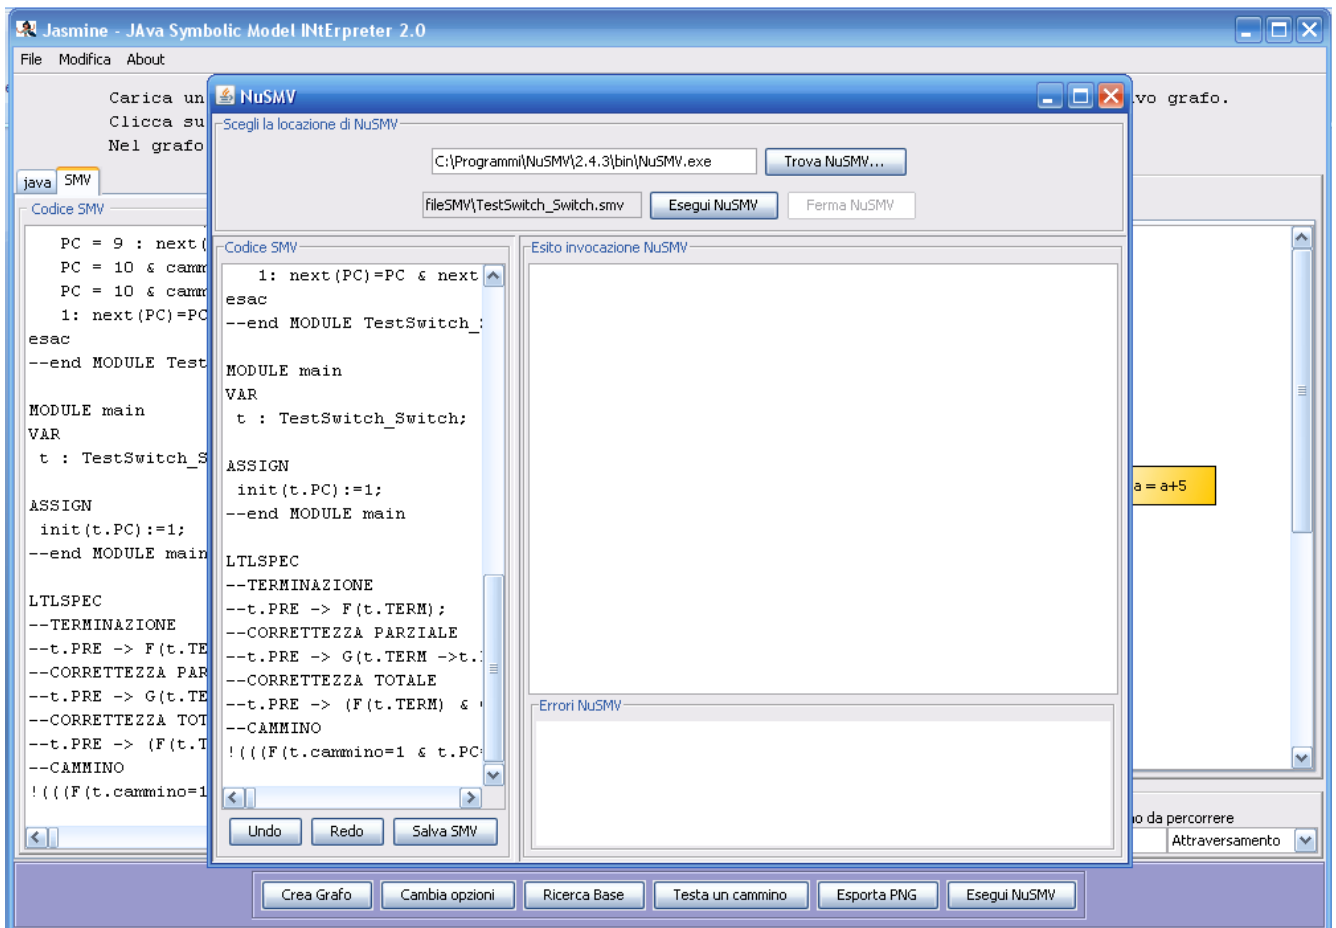 Jasmine - JAva Symbolic Model INtErpreter 2.0
File Modifica About
Carica un
Clicca su
Nel grafo
vo grafo.
java SMV
Codice SMV
PC = 9 : next(
PC = 10 & camm
PC = 10 & camm
1: next(PC)=PC
esac
--end MODULE Test
MODULE main
VAR
t : TestSwitch_S
ASSIGN
init(t.PC):=1;
--end MODULE main
LTLSPEC
--TERMINAZIONE
--t.PRE -> F(t.TE
--CORRETTEZZA PAR
--t.PRE -> G(t.TE
--CORRETTEZZA TOT
--t.PRE -> (F(t.T
--CAMMINO
!(((F(t.cammino=1
NuSMV
Scegli la locazione di NuSMV
C:\Programmi\NuSMV\2.4.3\bin\NuSMV.exe Trova NuSMV...
fileSMV\TestSwitch_Switch.smv Esegui NuSMV Ferma NuSMV
Codice SMV
1: next(PC)=PC & next
esac
--end MODULE TestSwitch_
MODULE main
VAR
t : TestSwitch_Switch;
ASSIGN
init(t.PC):=1;
--end MODULE main
LTLSPEC
--TERMINAZIONE
--t.PRE -> F(t.TERM);
--CORRETTEZZA PARZIALE
--t.PRE -> G(t.TERM ->t.
--CORRETTEZZA TOTALE
--t.PRE -> (F(t.TERM) &
--CAMMINO
!(((F(t.cammino=1 & t.PC
Undo Redo Salva SMV
Esito invocazione NuSMV
Errori NuSMV
a = a+5
o da percorrere
Attraversamento
Crea Grafo Cambia opzioni Ricerca Base Testa un cammino Esporta PNG Esegui NuSMV